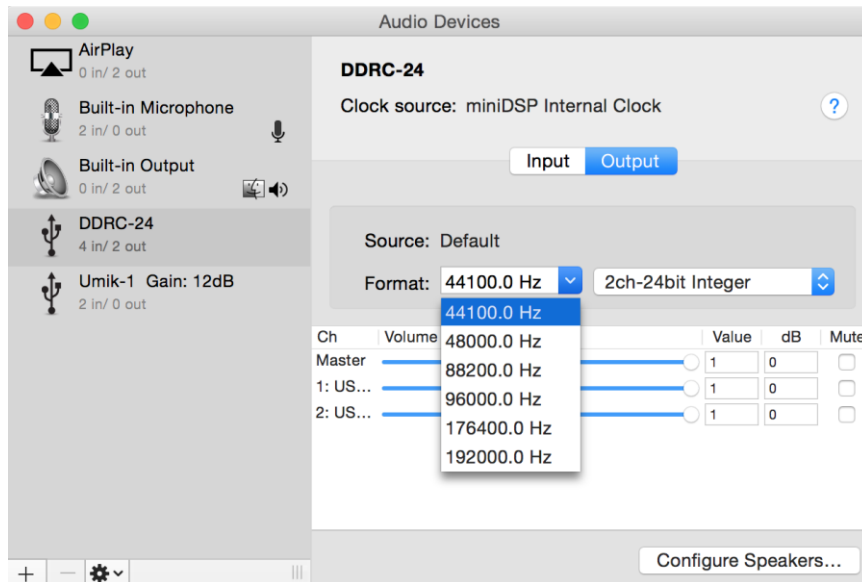 Audio Devices
AirPlay
0 in/ 2 out
Built-in Microphone
2 in/ 0 out
Built-in Output
0 in/ 2 out
DDRC-24
4 in/ 2 out
Umik-1 Gain: 12dB
2 in/ 0 out
DDRC-24
Clock source: miniDSP Internal Clock
?
Input Output
Source: Default
Format: 44100.0 Hz 2ch-24bit Integer
44100.0 Hz
48000.0 Hz
88200.0 Hz
96000.0 Hz
176400.0 Hz
192000.0 Hz
Ch Volume Value dB Mute
Master 1 0
1: US... 1 0
2: US... 1 0
Configure Speakers...